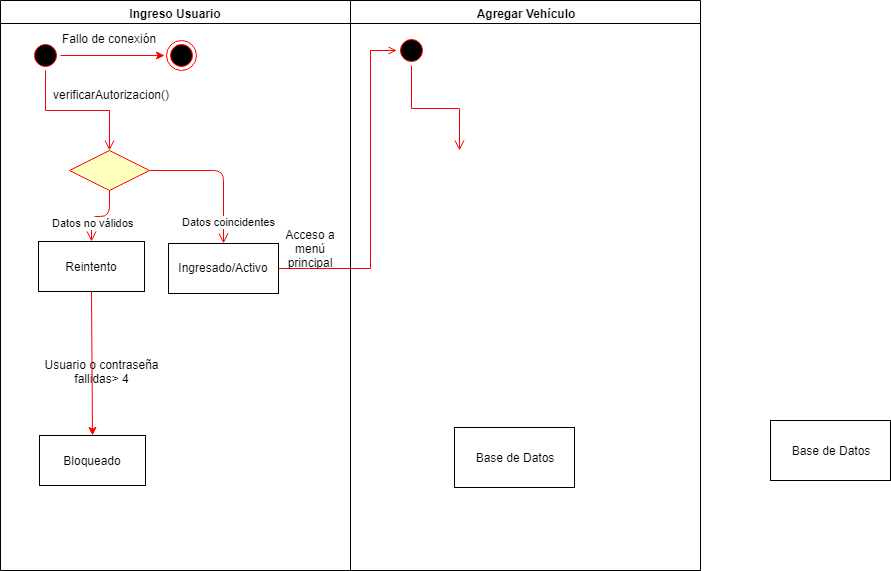 Ingreso Usuario
Agregar Vehículo
Fallo de conexión
verificarAutorizacion()
Datos no válidos
Datos coincidentes
Acceso a
menú
principal
Reintento
Ingresado/Activo
Usuario o contraseña
fallidas> 4
Bloqueado
Base de Datos
Base de Datos